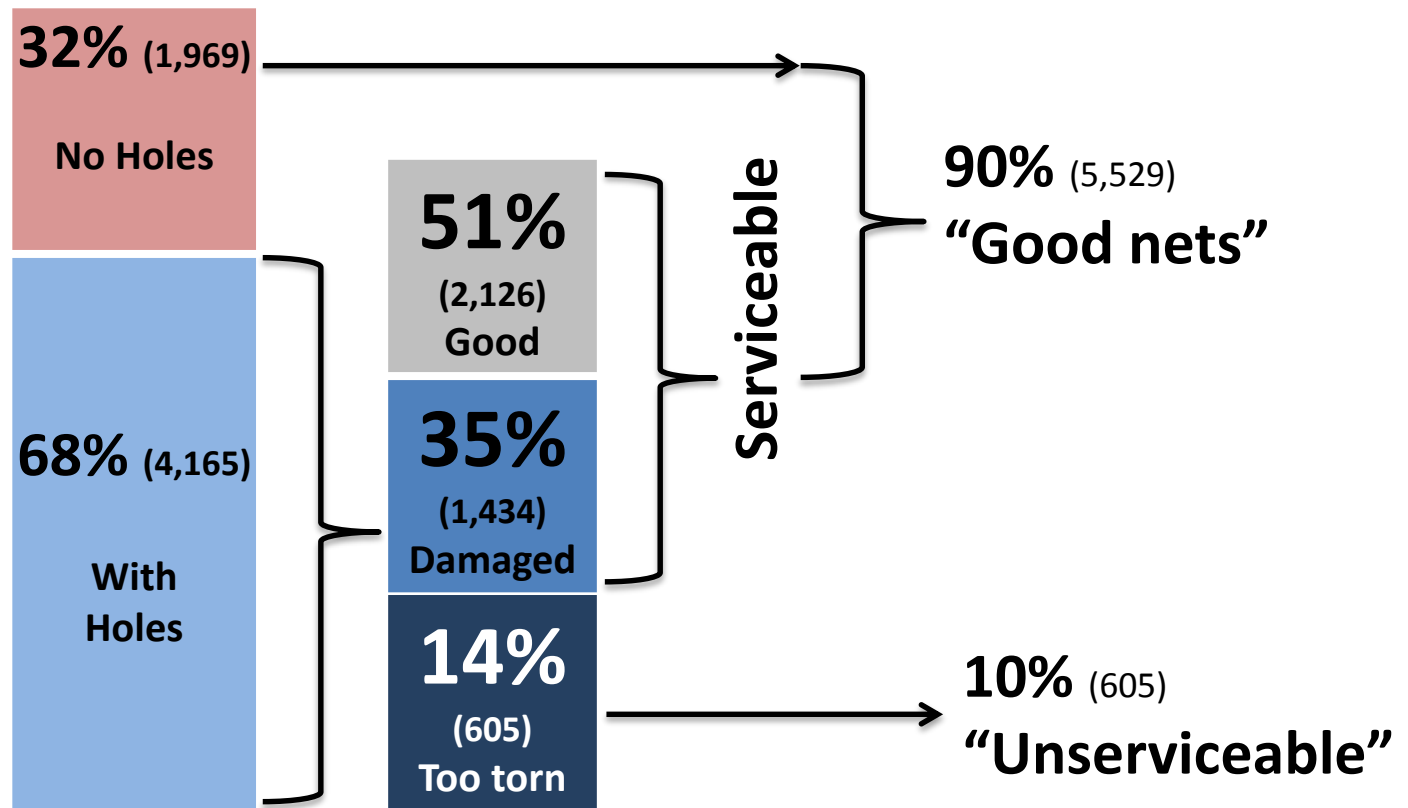 32% (1,969)
No Holes
68% (4,165)
With
Holes
51%
(2,126)
Good
35%
(1,434)
Damaged
14%
(605)
Too torn
Serviceable
90% (5,529)
“Good nets”
10% (605)
“Unserviceable”